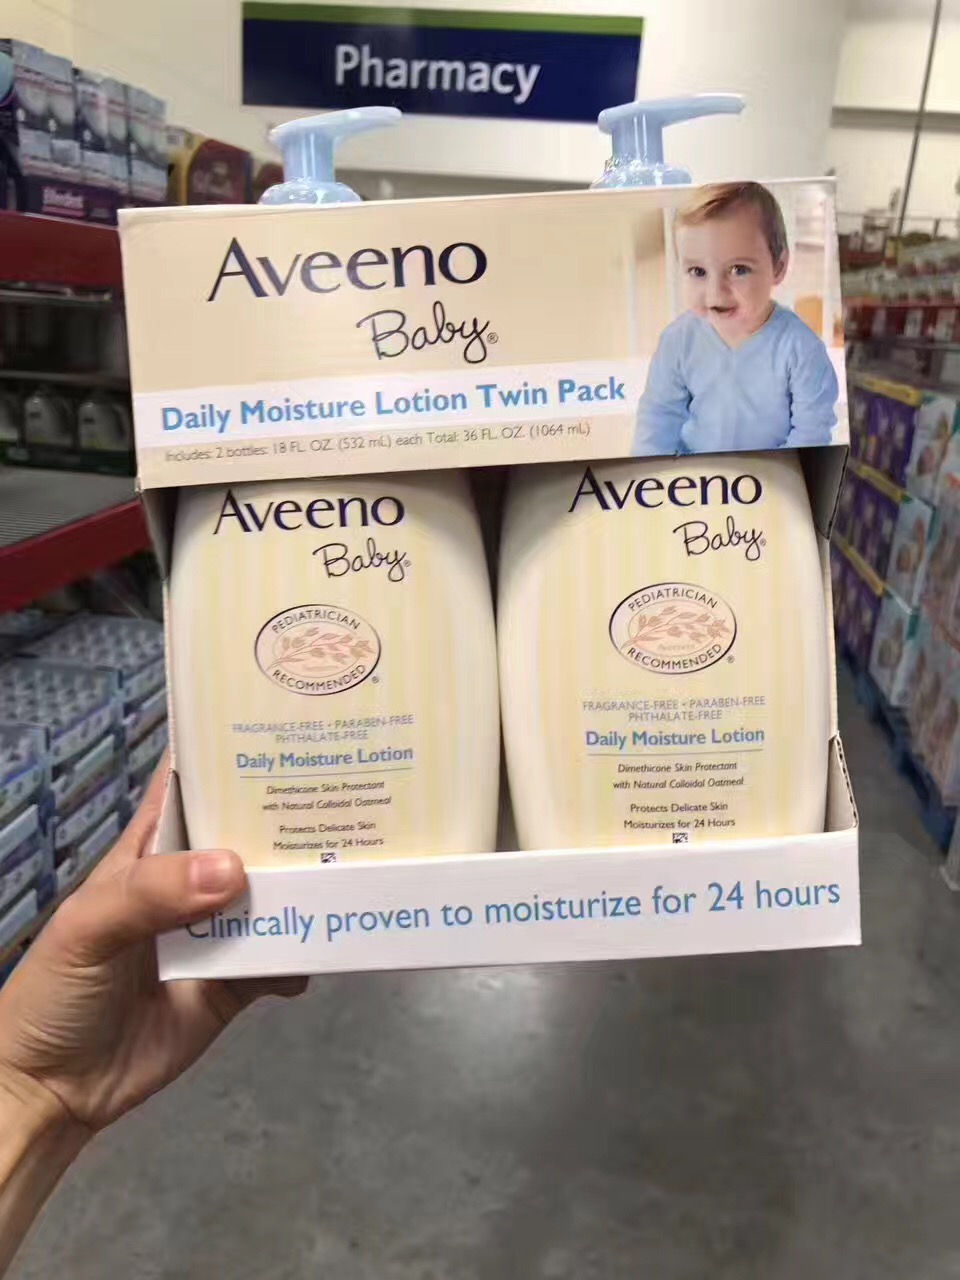 Pharmacy
Aveeno
Baby®
Daily Moisture Lotion Twin Pack
Includes: 2 bottles: 18 FL. OZ. (532 mL) each Total: 36 FL. OZ. (1064 mL)
Aveeno
Baby®
PEDIATRICIAN
RECOMMENDED®
FRAGRANCE-FREE • PARABEN-FREE
PHTHALATE-FREE
Daily Moisture Lotion
Dimethicone Skin Protectant
with Natural Colloidal Oatmeal
Protects Delicate Skin
Moisturizes for 24 Hours
Aveeno
Baby®
PEDIATRICIAN
Aveeno
RECOMMENDED®
FRAGRANCE-FREE • PARABEN-FREE
PHTHALATE-FREE
Daily Moisture Lotion
Dimethicone Skin Protectant
with Natural Colloidal Oatmeal
Protects Delicate Skin
Moisturizes for 24 Hours
Clinically proven to moisturize for 24 hours